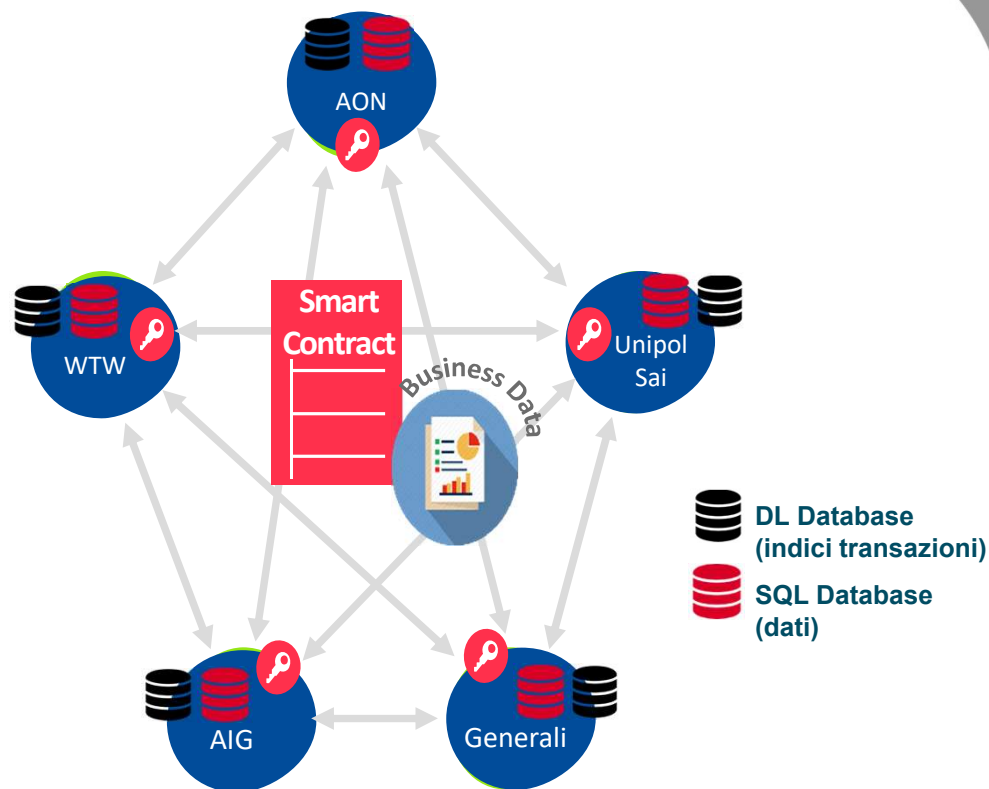 AON
WTW
Smart
Contract
Business Data
Unipol
Sai
AIG
Generali
DL Database
(indici transazioni)
SQL Database
(dati)